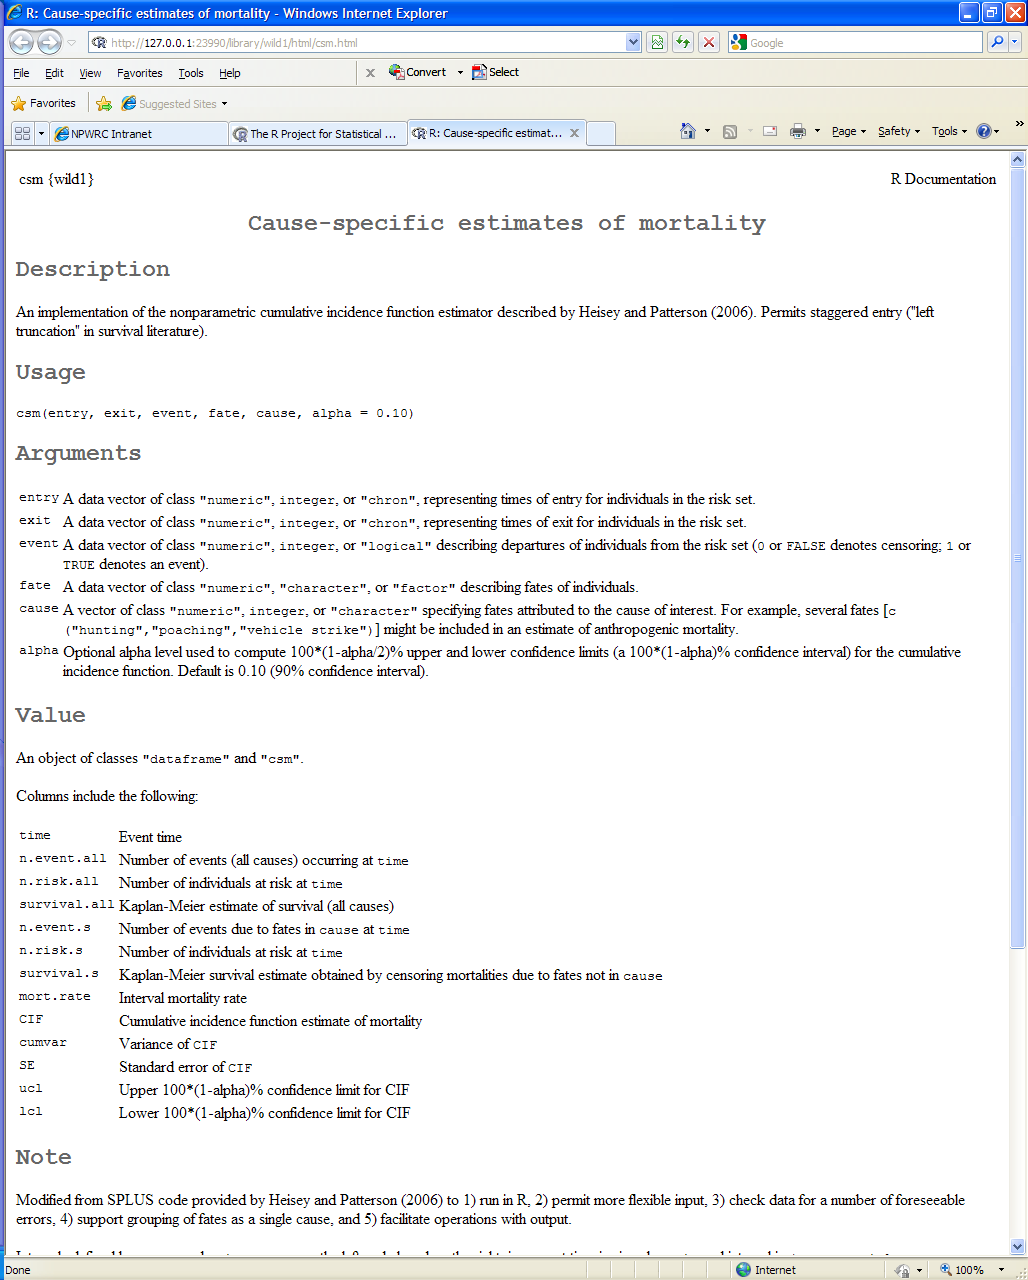 R: Cause-specific estimates of mortality - Windows Internet Explorer
http://127.0.0.1:23990/library/wild1/html/csm.html
Google
File Edit View Favorites Tools Help
x Convert Select
Favorites Suggested Sites
NPWRC Intranet
The R Project for Statistical ...
R: Cause-specific estimat... X
Page Safety Tools »
csm {wild1}
R Documentation
Cause-specific estimates of mortality
Description
An implementation of the nonparametric cumulative incidence function estimator described by Heisey and Patterson (2006). Permits staggered entry ("left
truncation" in survival literature).
Usage
csm(entry, exit, event, fate, cause, alpha = 0.10)
Arguments
entry A data vector of class "numeric", integer, or "chron", representing times of entry for individuals in the risk set.
exit A data vector of class "numeric", integer, or "chron", representing times of exit for individuals in the risk set.
event A data vector of class "numeric", integer, or "logical" describing departures of individuals from the risk set (0 or FALSE denotes censoring; 1 or
TRUE denotes an event).
fate A data vector of class "numeric", "character", or "factor" describing fates of individuals.
cause A vector of class "numeric", integer, or "character" specifying fates attributed to the cause of interest. For example, several fates [c
("hunting","poaching","vehicle strike")] might be included in an estimate of anthropogenic mortality.
alpha Optional alpha level used to compute 100*(1-alpha/2)% upper and lower confidence limits (a 100*(1-alpha)% confidence interval) for the cumulative
incidence function. Default is 0.10 (90% confidence interval).
Value
An object of classes "dataframe" and "csm".
Columns include the following:
time Event time
n.event.all Number of events (all causes) occurring at time
n.risk.all Number of individuals at risk at time
survival.all Kaplan-Meier estimate of survival (all causes)
n.event.s Number of events due to fates in cause at time
n.risk.s Number of individuals at risk at time
survival.s Kaplan-Meier survival estimate obtained by censoring mortalities due to fates not in cause
mort.rate Interval mortality rate
CIF Cumulative incidence function estimate of mortality
cumvar Variance of CIF
SE Standard error of CIF
ucl Upper 100*(1-alpha)% confidence limit for CIF
lcl Lower 100*(1-alpha)% confidence limit for CIF
Note
Modified from SPLUS code provided by Heisey and Patterson (2006) to 1) run in R, 2) permit more flexible input, 3) check data for a number of foreseeable
errors, 4) support grouping of fates as a single cause, and 5) facilitate operations with output.
Done
Internet
100%